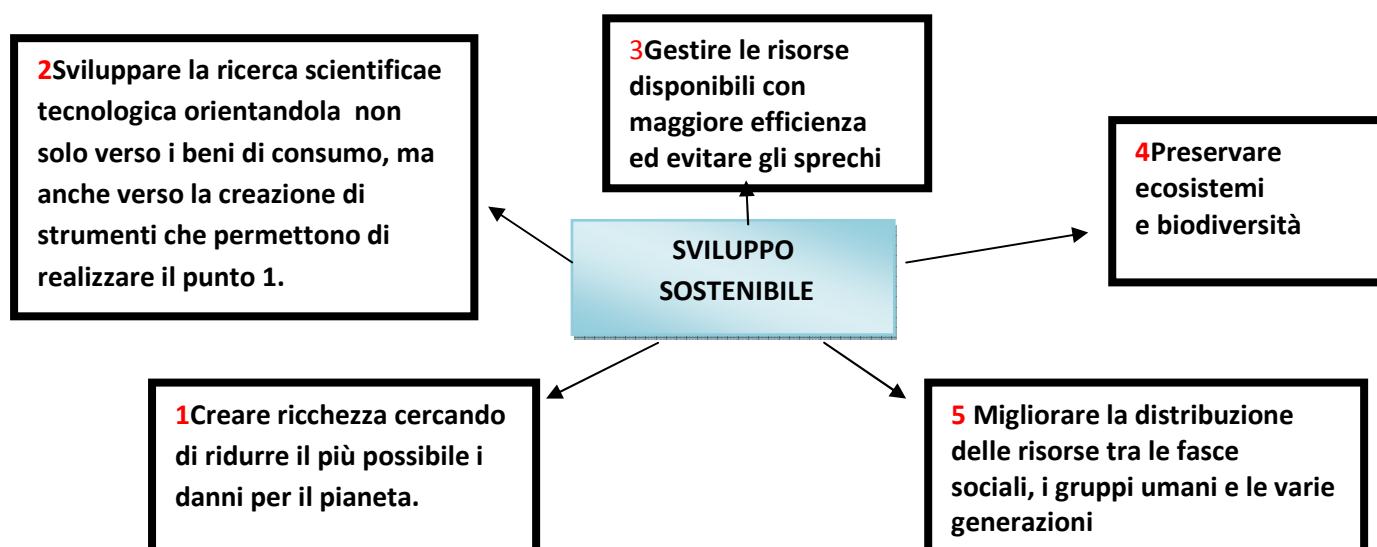 2Sviluppare la ricerca scientificae
tecnologica orientandola  non
solo verso i beni di consumo, ma
anche verso la creazione di
strumenti che permettono di
realizzare il punto 1.
3Gestire le risorse
disponibili con
maggiore efficienza
ed evitare gli sprechi
4Preservare
ecosistemi
e biodiversità
SVILUPPO
SOSTENIBILE
1Creare ricchezza cercando
di ridurre il più possibile i
danni per il pianeta.
5 Migliorare la distribuzione
delle risorse tra le fasce
sociali, i gruppi umani e le varie
generazioni